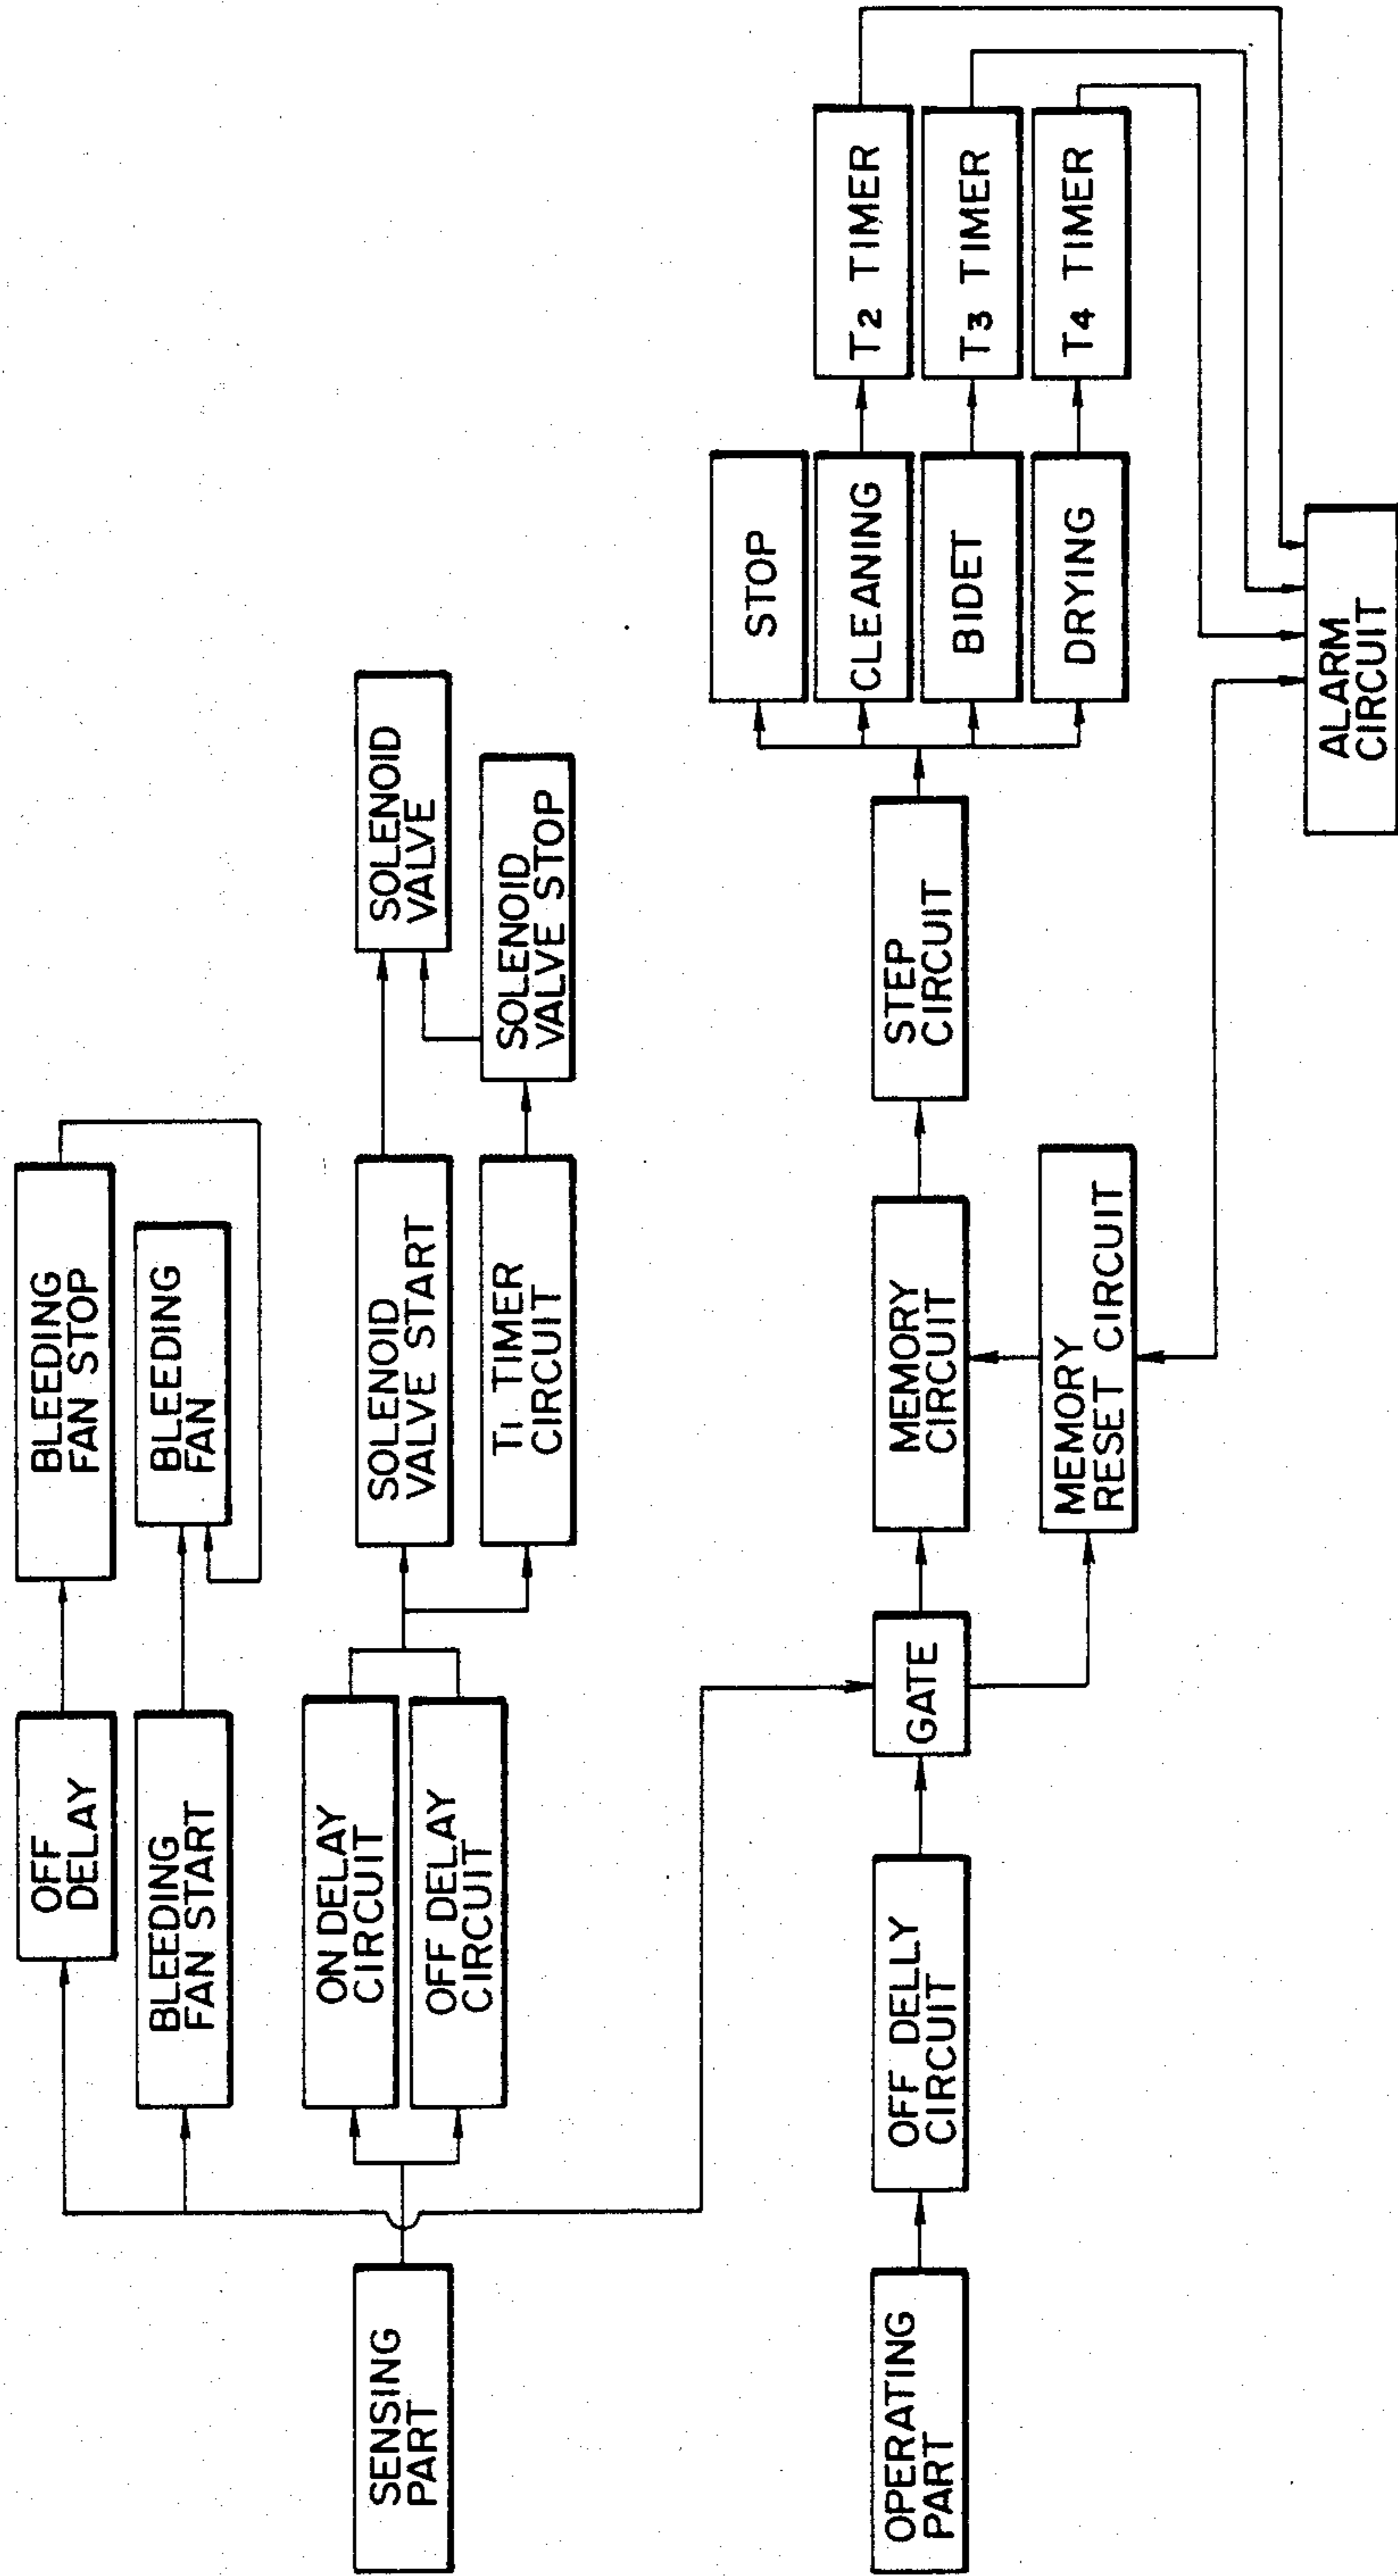 OFF
DELAY
BLEEDING
FAN STOP
BLEEDING
FAN START
BLEEDING
FAN
SENSING
PART
ON DELAY
CIRCUIT
OFF DELAY
CIRCUIT
SOLENOID
VALVE START
T1 TIMER
CIRCUIT
SOLENOID
VALVE
SOLENOID
VALVE STOP
OPERATING
PART
OFF DELLY
CIRCUIT
GATE
MEMORY
CIRCUIT
MEMORY
RESET CIRCUIT
STEP
CIRCUIT
STOP
CLEANING
BIDET
DRYING
T2 TIMER
T3 TIMER
T4 TIMER
ALARM
CIRCUIT